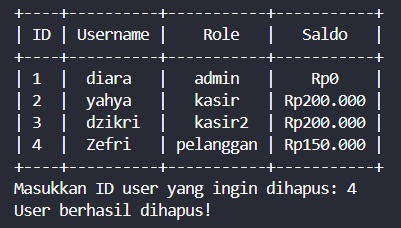 +----+----------+-----------+-----------+
| ID | Username |    Role   |   Saldo   |
+----+----------+-----------+-----------+
| 1  |  diara   |   admin   |    Rp0    |
| 2  |  yahya   |   kasir   | Rp200.000 |
| 3  |  dzikri  |   kasir2  | Rp200.000 |
| 4  |  Zefri   | pelanggan | Rp150.000 |
+----+----------+-----------+-----------+
Masukkan ID user yang ingin dihapus: 4
User berhasil dihapus!